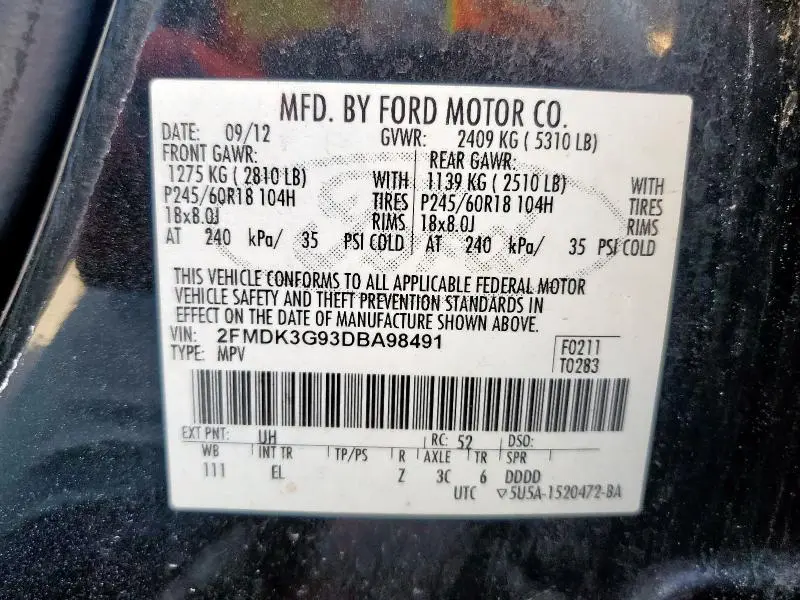 MFD. BY FORD MOTOR CO.
DATE: 09/12 GVWR: 2409 KG ( 5310 LB)
FRONT GAWR: REAR GAWR:
1275 KG ( 2810 LB) WITH 1139 KG ( 2510 LB) WITH
P245/60R18 104H TIRES P245/60R18 104H TIRES
18x8.0J RIMS 18x8.0J RIMS
AT 240 kPa/ 35 PSI COLD AT 240 kPa/ 35 PSI COLD
THIS VEHICLE CONFORMS TO ALL APPLICABLE FEDERAL MOTOR
VEHICLE SAFETY AND THEFT PREVENTION STANDARDS IN
EFFECT ON THE DATE OF MANUFACTURE SHOWN ABOVE.
VIN: 2FMDK3G93DBA98491 F0211
TYPE: MPV T0283
EXT PNT: UH RC: 52 DSO:
WB INT TR TP/PS R AXLE TR SPR
111 EL Z 3C 6 DDDD
UTC ▽5U5A-1520472-BA